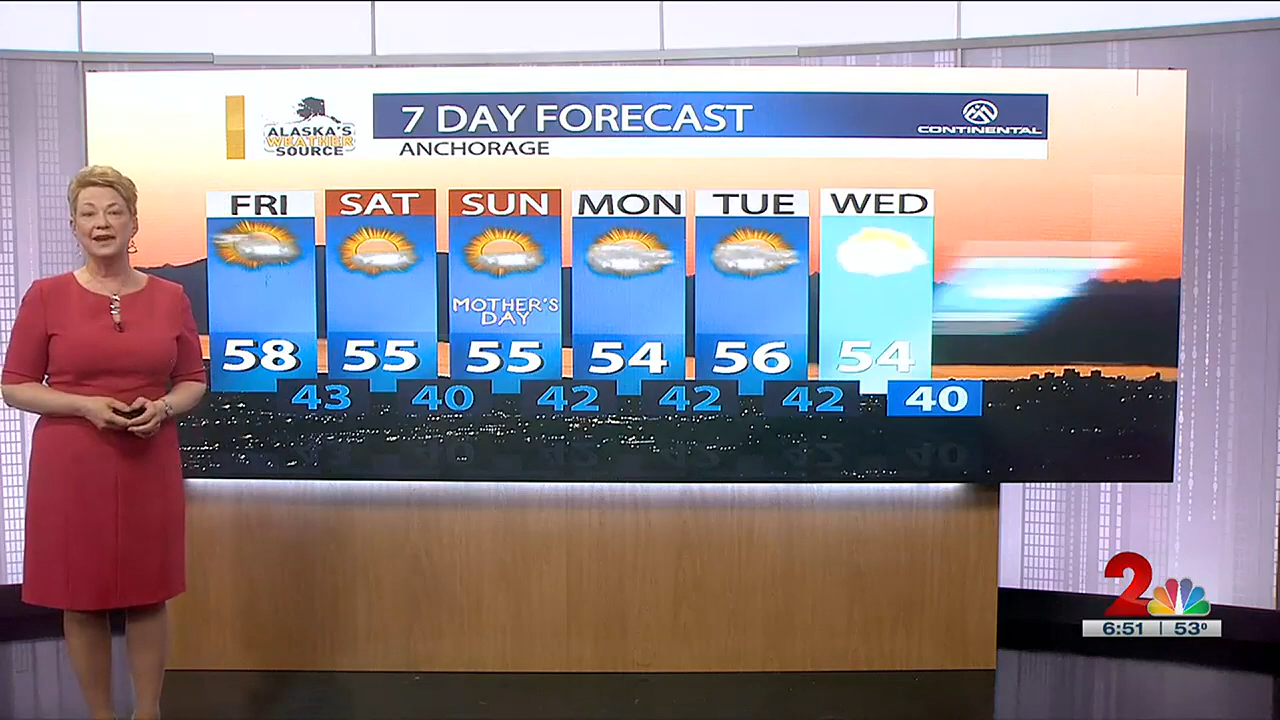 ALASKA'S
WEATHER
SOURCE
7 DAY FORECAST
CONTINENTAL
ANCHORAGE
FRI SAT SUN MON TUE WED
MOTHER'S
DAY
58 55 55 54 56 54
43 40 42 42 42 40
2
6:51 | 53°